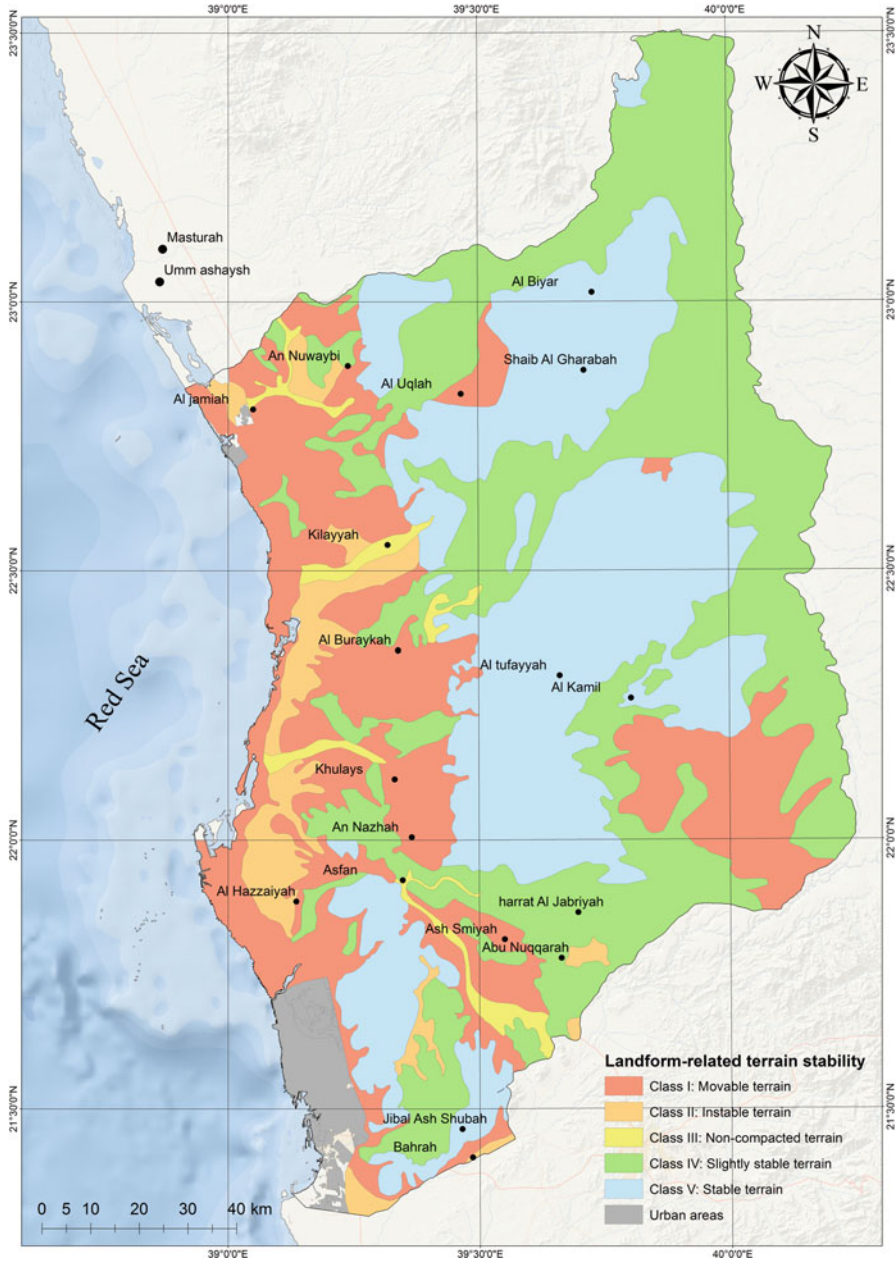 39°0'0"E
39°30'0"E
40°0'0"E
23°30'0"N
23°30'0"N
N
W
E
S
Masturah
Umm ashaysh
Al Biyar
23°0'0"N
23°0'0"N
An Nuwaybi
Shaib Al Gharabah
Al Uqlah
Al jamiah
Kilayyah
22°30'0"N
22°30'0"N
Al Buraykah
Al tufayyah
Al Kamil
Red Sea
Khulays
An Nazhah
22°0'0"N
22°0'0"N
Asfan
Al Hazzaiyah
harrat Al Jabriyah
Ash Smiyah
Abu Nuqqarah
Landform-related terrain stability
Class I: Movable terrain
Class II: Instable terrain
Class III: Non-compacted terrain
Class IV: Slightly stable terrain
Class V: Stable terrain
Urban areas
21°30'0"N
21°30'0"N
Jibal Ash Shubah
Bahrah
0 5 10 20 30 40 km
39°0'0"E
39°30'0"E
40°0'0"E